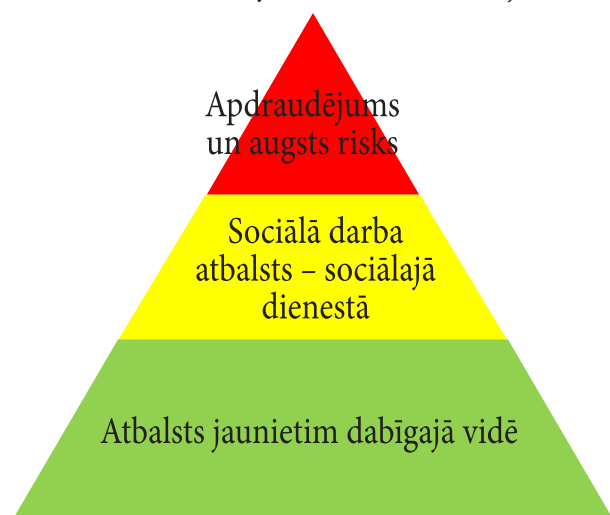 Apdraudējums
un augsts risks
Sociālā darba
atbalsts – sociālajā
dienestā
Atbalsts jaunietim dabīgajā vidē